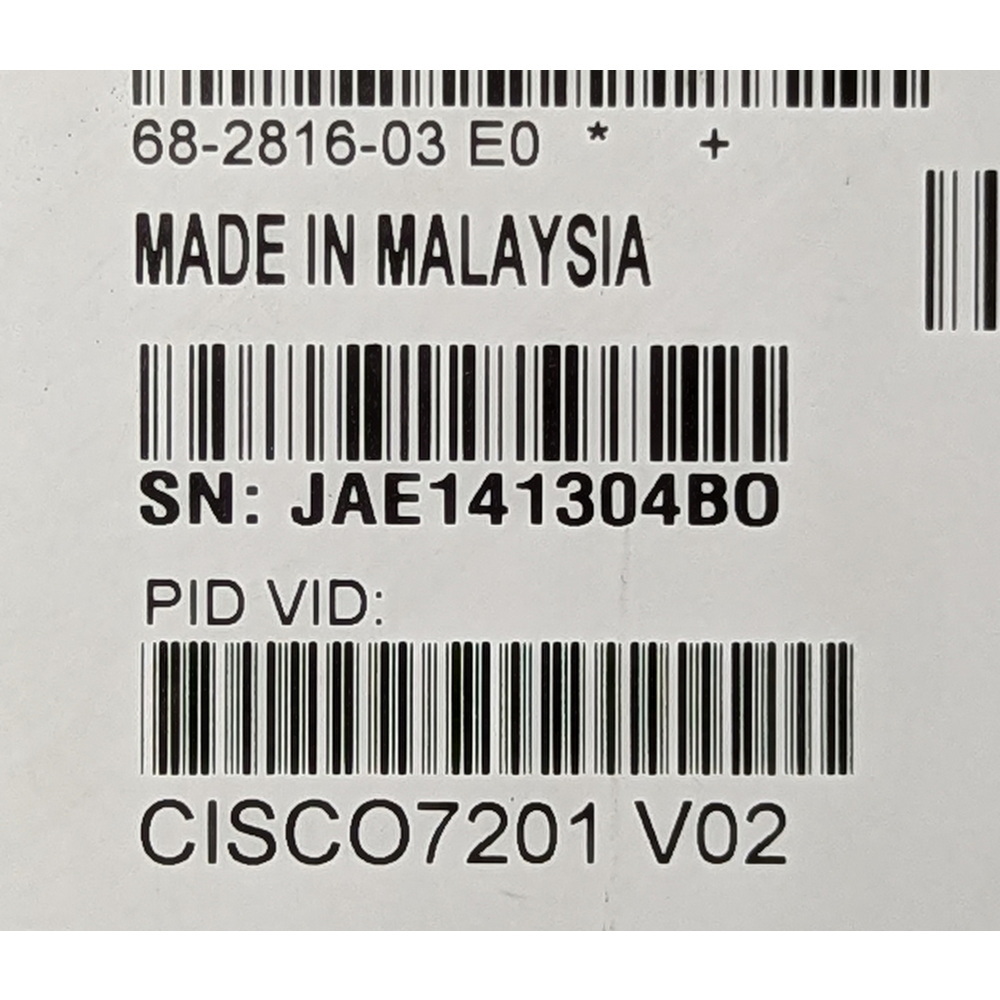 68-2816-03 E0 * +
MADE IN MALAYSIA
SN: JAE141304BO
PID VID:
CISCO7201 V02